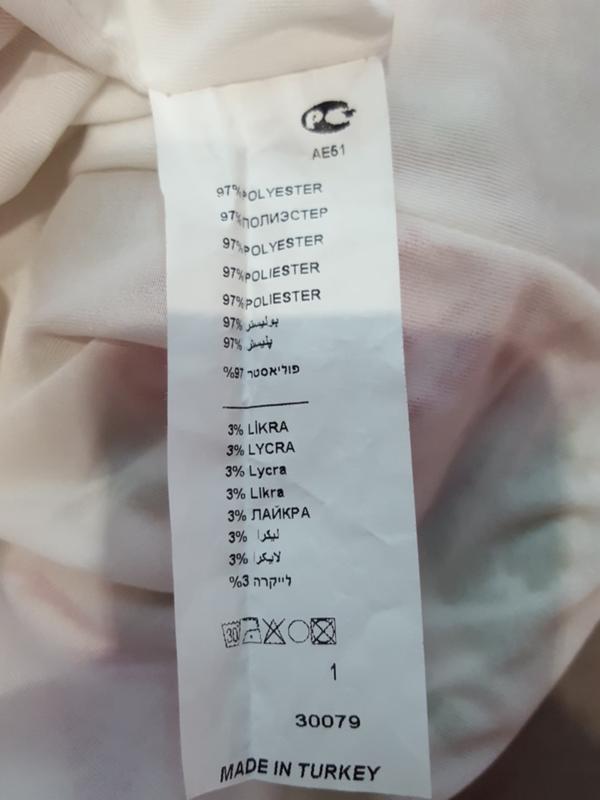 PC
AE51
97% POLYESTER
97% ПОЛИЭСТЕР
97% POLYESTER
97% POLIESTER
97% POLIESTER
97% بوليستر
97% پلیستر
%97 פוליאסטר
3% LİKRA
3% LYCRA
3% Lycra
3% Likra
3% ЛАЙКРА
3% ليكرا
3% لايكرا
%3 לייקרה
30
1
30079
MADE IN TURKEY